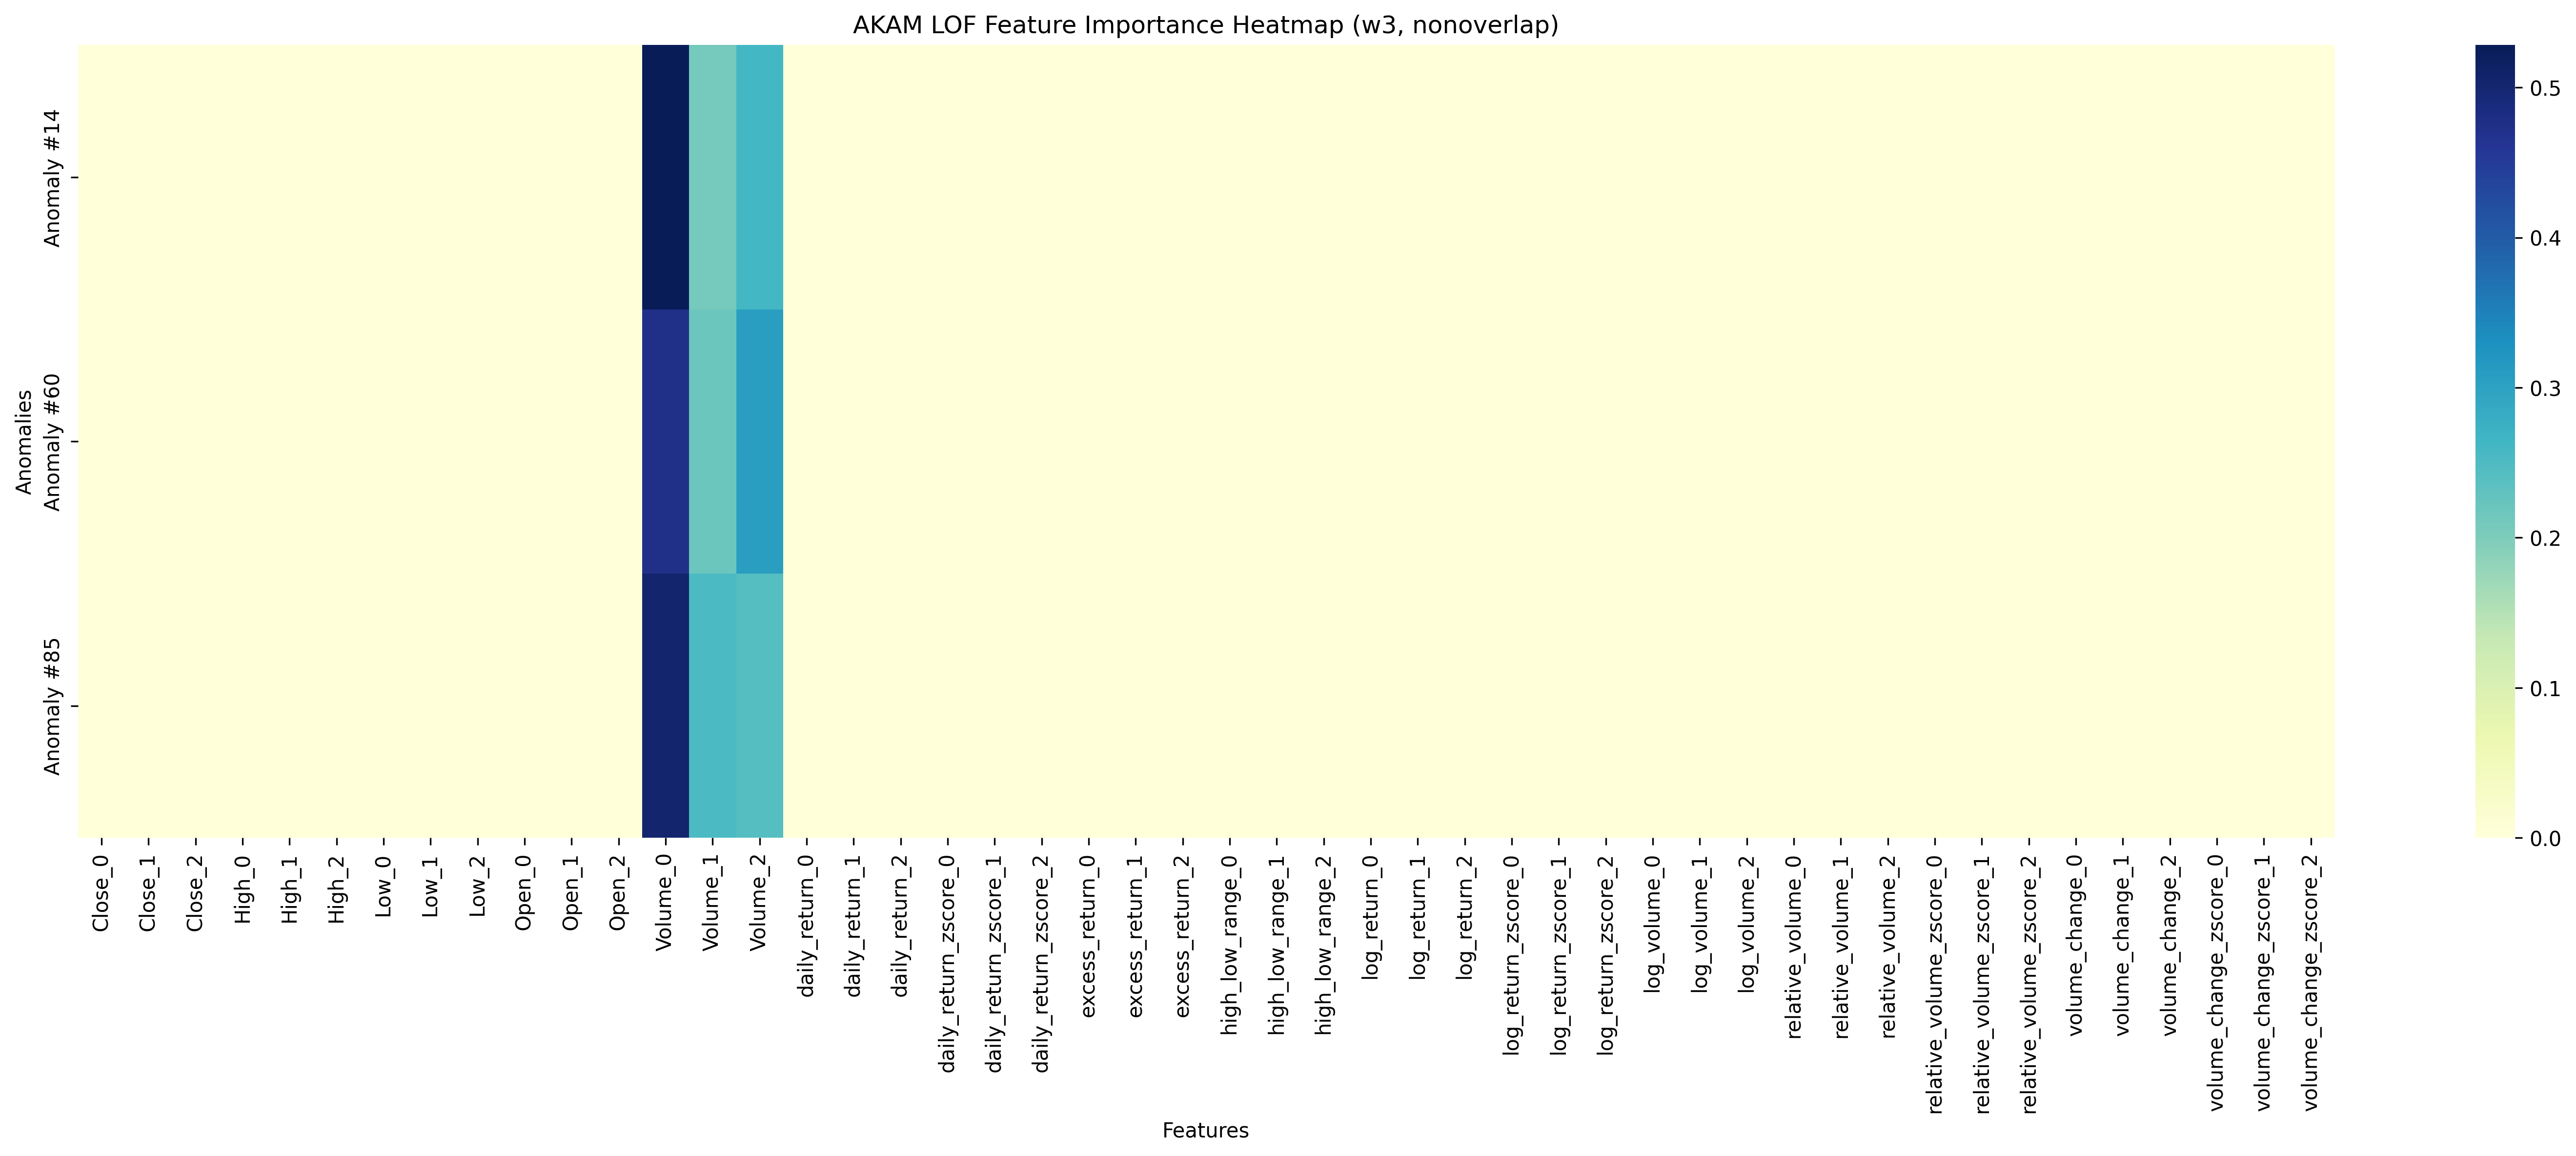 AKAM LOF Feature Importance Heatmap (w3, nonoverlap)
Anomalies
Anomaly #14
Anomaly #60
Anomaly #85
0.5
0.4
0.3
0.2
0.1
0.0
Close_0
Close_1
Close_2
High_0
High_1
High_2
Low_0
Low_1
Low_2
Open_0
Open_1
Open_2
Volume_0
Volume_1
Volume_2
daily_return_0
daily_return_1
daily_return_2
daily_return_zscore_0
daily_return_zscore_1
daily_return_zscore_2
excess_return_0
excess_return_1
excess_return_2
high_low_range_0
high_low_range_1
high_low_range_2
log_return_0
log_return_1
log_return_2
log_return_zscore_0
log_return_zscore_1
log_return_zscore_2
log_volume_0
log_volume_1
log_volume_2
relative_volume_0
relative_volume_1
relative_volume_2
relative_volume_zscore_0
relative_volume_zscore_1
relative_volume_zscore_2
volume_change_0
volume_change_1
volume_change_2
volume_change_zscore_0
volume_change_zscore_1
volume_change_zscore_2
Features